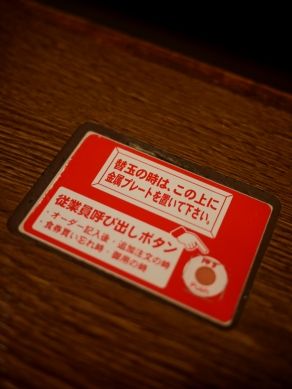 替玉の時は、この上に
金属プレートを置いて下さい。
従業員呼び出しボタン
・オーダー記入後・追加注文の時
食券買い忘れ時・御用の時
押す
PUSH